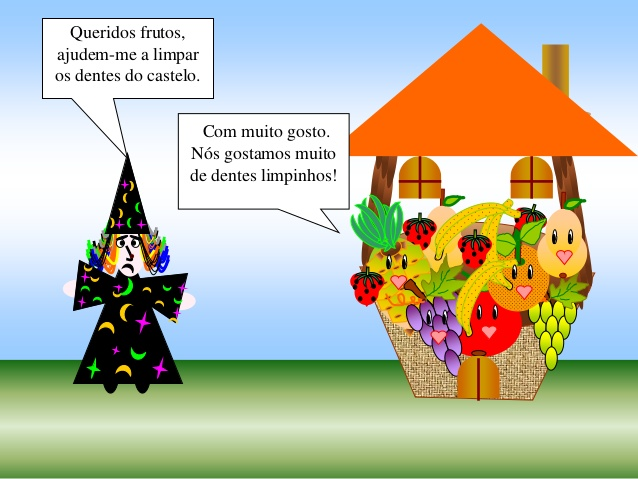 Queridos frutos,
ajudem-me a limpar
os dentes do castelo.
Com muito gosto.
Nós gostamos muito
de dentes limpinhos!